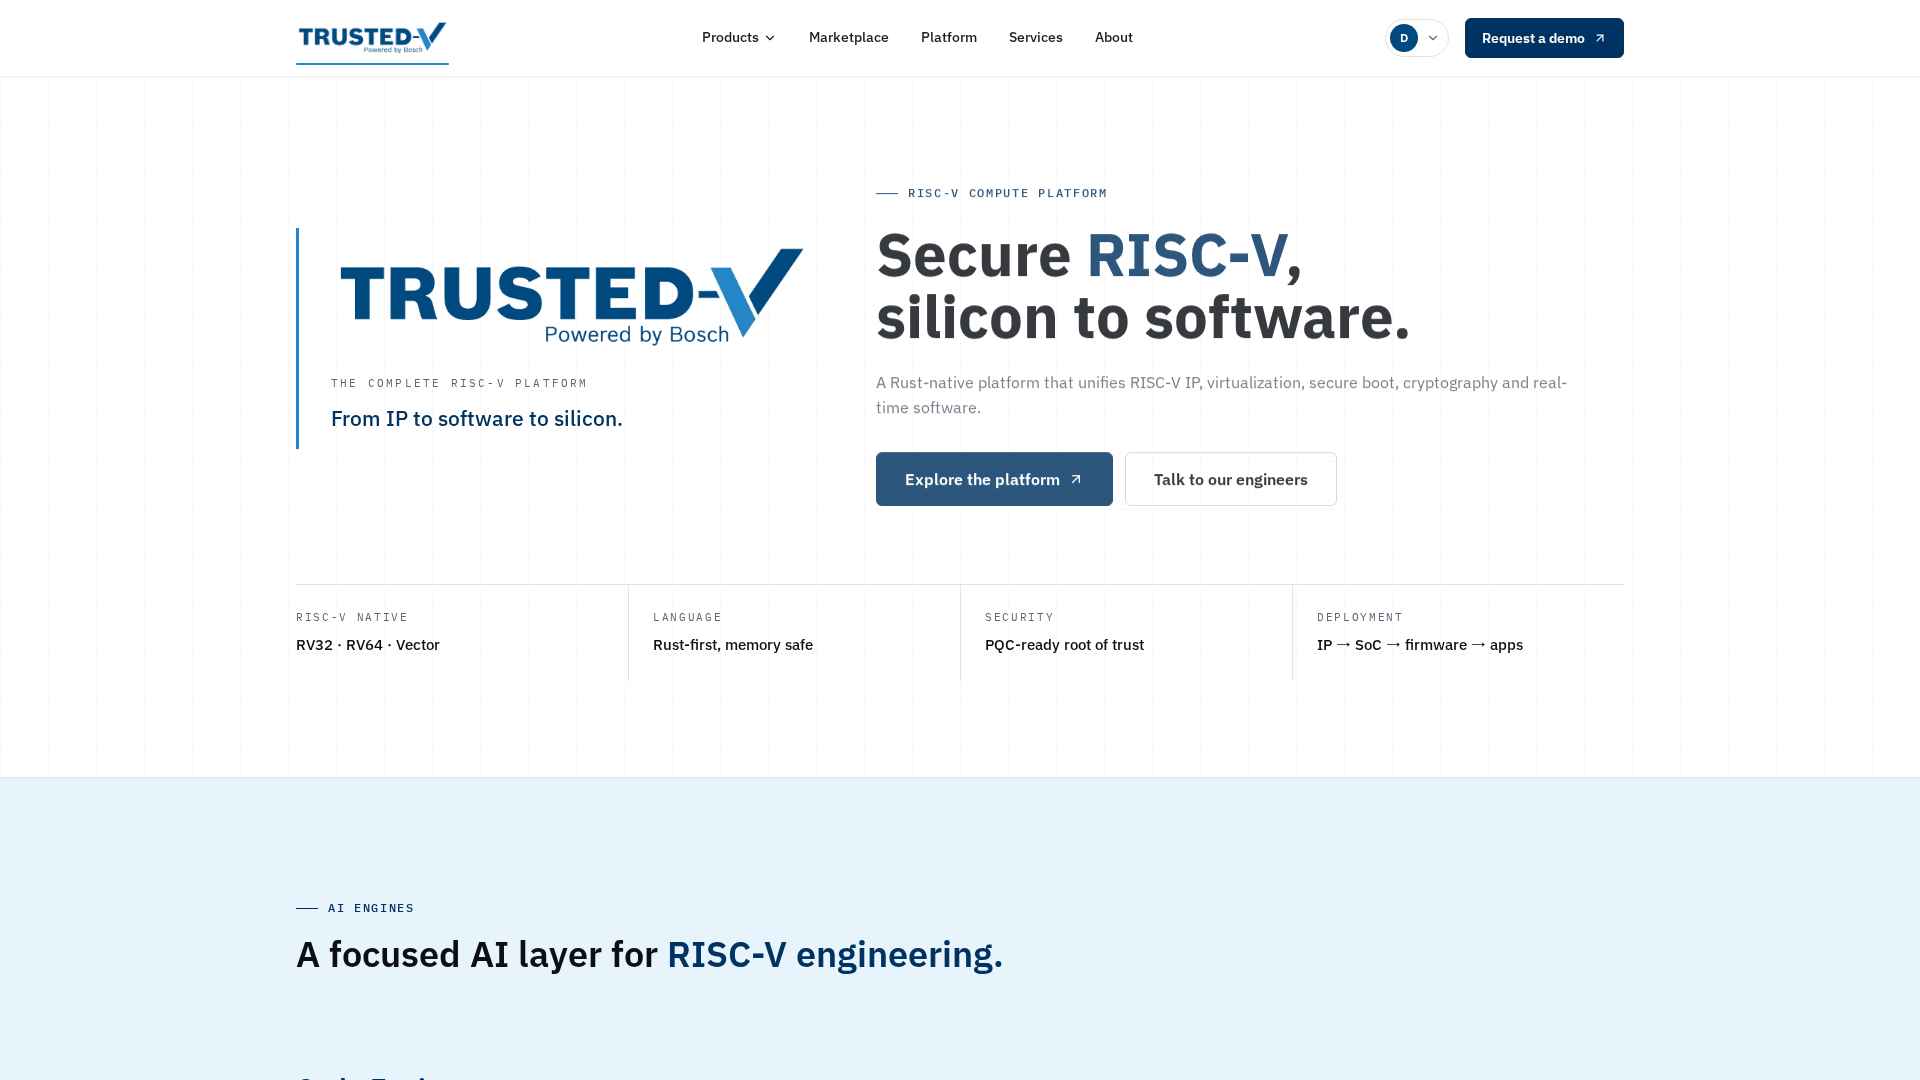 TRUSTED-V
Powered by Bosch
Products
Marketplace
Platform
Services
About
D
Request a demo
TRUSTED-V
Powered by Bosch
THE COMPLETE RISC-V PLATFORM
From IP to software to silicon.
RISC-V COMPUTE PLATFORM
Secure RISC-V,
silicon to software.
A Rust-native platform that unifies RISC-V IP, virtualization, secure boot, cryptography and real-
time software.
Explore the platform
Talk to our engineers
RISC-V NATIVE
RV32 · RV64 · Vector
LANGUAGE
Rust-first, memory safe
SECURITY
PQC-ready root of trust
DEPLOYMENT
IP → SoC → firmware → apps
AI ENGINES
A focused AI layer for RISC-V engineering.